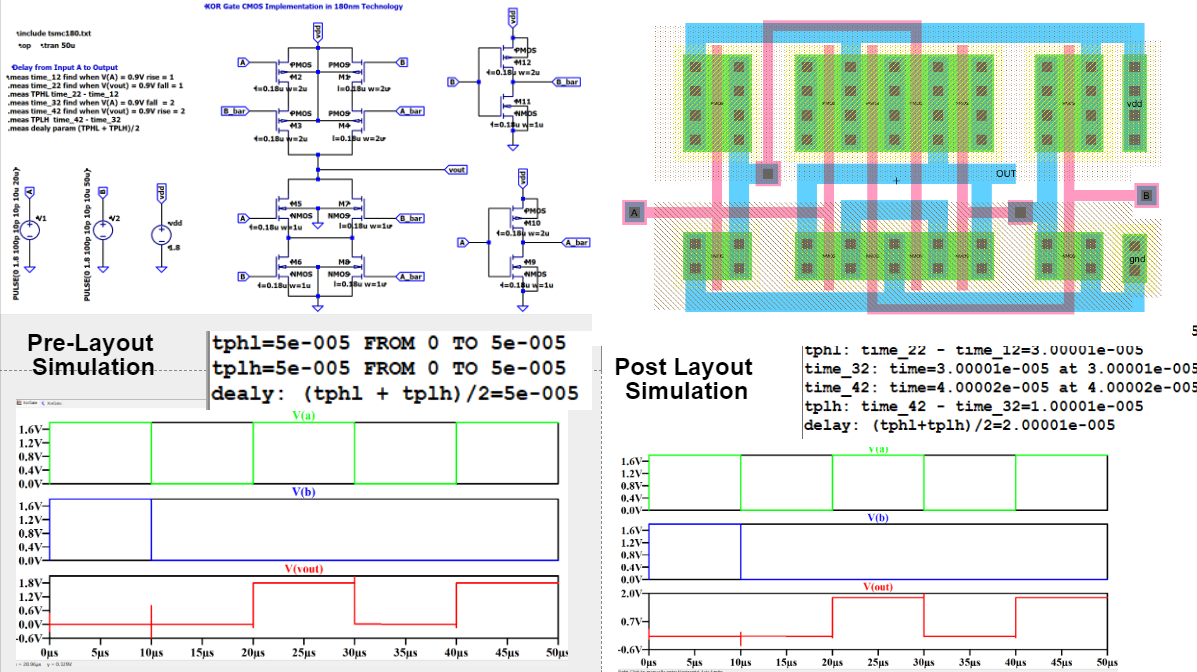 XOR Gate CMOS Implementation in 180nm Technology
.include tsmc180.txt
.op .tran 50u
Delay from Input A to Output
.meas time_12 find when V(A) = 0.9V rise = 1
.meas time_22 find when V(vout) = 0.9V fall = 1
.meas TPHL time_22 - time_12
.meas time_32 find when V(A) = 0.9V fall = 2
.meas time_42 find when V(vout) = 0.9V rise = 2
.meas TPLH time_42 - time_32
.meas dealy param (TPHL + TPLH)/2
vdd
A
PMOS
M2
l=0.18u w=2u
PMOS
M1
l=0.18u w=2u
B
B_bar
PMOS
M3
l=0.18u w=2u
PMOS
M4
l=0.18u w=2u
A_bar
vout
A
M5
NMOS
l=0.18u w=1u
M7
NMOS
l=0.18u w=1u
B_bar
B
M6
NMOS
l=0.18u w=1u
M8
NMOS
l=0.18u w=1u
A_bar
vdd
PMOS
M12
l=0.18u w=2u
B
B_bar
M11
NMOS
l=0.18u w=1u
vdd
PMOS
M10
l=0.18u w=2u
A
A_bar
M9
NMOS
l=0.18u w=1u
A
V1
PULSE(0 1.8 100p 10p 10p 10u 20u)
B
V2
PULSE(0 1.8 100p 10p 10p 10u 50u)
vdd
vdd
1.8
vdd
OUT
A
B
gnd
Pre-Layout
Simulation
tphl=5e-005 FROM 0 TO 5e-005
tplh=5e-005 FROM 0 TO 5e-005
dealy: (tphl + tplh)/2=5e-005
V(a)
1.6V
1.2V
0.8V
0.4V
0.0V
V(b)
1.6V
1.2V
0.8V
0.4V
0.0V
V(vout)
1.8V
1.2V
0.6V
0.0V
-0.6V
0µs 5µs 10µs 15µs 20µs 25µs 30µs 35µs 40µs 45µs 50µs
Post Layout
Simulation
5
tphl: time_22 - time_12=3.00001e-005
time_32: time=3.00001e-005 at 3.00001e-005
time_42: time=4.00002e-005 at 4.00002e-005
tplh: time_42 - time_32=1.00001e-005
delay: (tphl+tplh)/2=2.00001e-005
V(a)
1.6V
1.2V
0.8V
0.4V
0.0V
V(b)
1.6V
1.2V
0.8V
0.4V
0.0V
V(out)
2.0V
0.7V
-0.6V
0µs 5µs 10µs 15µs 20µs 25µs 30µs 35µs 40µs 45µs 50µs